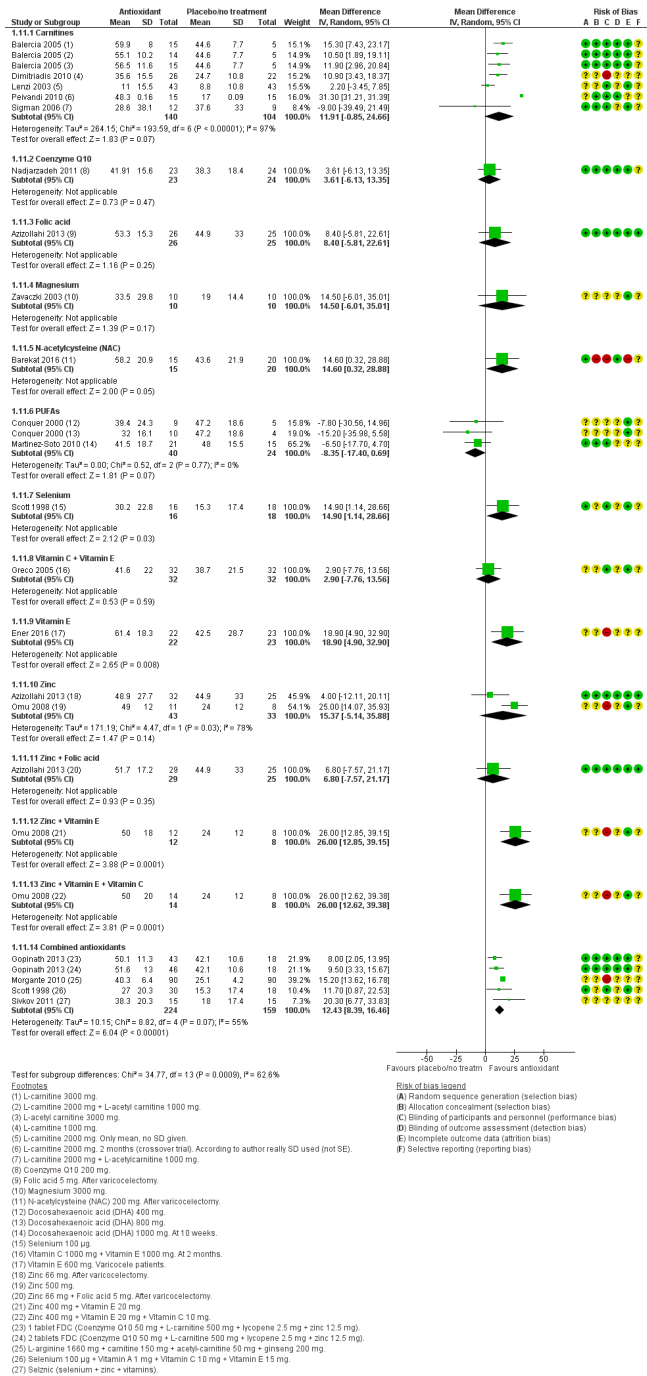 Antioxidant Placebo/no treatment Mean Difference Mean Difference Risk of Bias
Study or Subgroup Mean SD Total Mean SD Total Weight IV, Random, 95% CI IV, Random, 95% CI A B C D E F
1.11.1 Carnitines
Balercia 2005 (1) 59.9 8 15 44.6 7.7 5 15.1% 15.30 [7.43, 23.17]
Balercia 2005 (2) 55.1 10.2 14 44.6 7.7 5 14.9% 10.50 [1.89, 19.11]
Balercia 2005 (3) 56.5 11.6 15 44.6 7.7 5 14.8% 11.90 [2.96, 20.84]
Dimitriadis 2010 (4) 35.6 15.5 26 24.7 10.8 22 15.1% 10.90 [3.43, 18.37]
Lenzi 2003 (5) 11 15.5 43 8.8 10.8 43 15.5% 2.20 [-3.45, 7.85]
Peivandi 2010 (6) 48.3 0.16 15 17 0.09 15 16.2% 31.30 [31.21, 31.39]
Sigman 2006 (7) 28.6 38.1 12 37.6 33 9 8.4% -9.00 [-39.49, 21.49]
Subtotal (95% CI) 140 104 100.0% 11.91 [-0.85, 24.66]
Heterogeneity: Tau² = 264.15; Chi² = 193.59, df = 6 (P < 0.00001); I² = 97%
Test for overall effect: Z = 1.83 (P = 0.07)
1.11.2 Coenzyme Q10
Nadjarzadeh 2011 (8) 41.91 15.6 23 38.3 18.4 24 100.0% 3.61 [-6.13, 13.35]
Subtotal (95% CI) 23 24 100.0% 3.61 [-6.13, 13.35]
Heterogeneity: Not applicable
Test for overall effect: Z = 0.73 (P = 0.47)
1.11.3 Folic acid
Azizollahi 2013 (9) 53.3 15.3 26 44.9 33 25 100.0% 8.40 [-5.81, 22.61]
Subtotal (95% CI) 26 25 100.0% 8.40 [-5.81, 22.61]
Heterogeneity: Not applicable
Test for overall effect: Z = 1.16 (P = 0.25)
1.11.4 Magnesium
Zavaczki 2003 (10) 33.5 29.8 10 19 14.4 10 100.0% 14.50 [-6.01, 35.01]
Subtotal (95% CI) 10 10 100.0% 14.50 [-6.01, 35.01]
Heterogeneity: Not applicable
Test for overall effect: Z = 1.39 (P = 0.17)
1.11.5 N-acetylcysteine (NAC)
Barekat 2016 (11) 58.2 20.9 15 43.6 21.9 20 100.0% 14.60 [0.32, 28.88]
Subtotal (95% CI) 15 20 100.0% 14.60 [0.32, 28.88]
Heterogeneity: Not applicable
Test for overall effect: Z = 2.00 (P = 0.05)
1.11.6 PUFAs
Conquer 2000 (12) 39.4 24.3 9 47.2 18.6 5 15.8% -7.80 [-30.56, 14.96]
Conquer 2000 (13) 32 16.1 10 47.2 18.6 4 19.0% -15.20 [-35.98, 5.58]
Martinez-Soto 2010 (14) 41.5 18.7 21 48 15.5 15 65.2% -6.50 [-17.70, 4.70]
Subtotal (95% CI) 40 24 100.0% -8.35 [-17.40, 0.69]
Heterogeneity: Tau² = 0.00; Chi² = 0.52, df = 2 (P = 0.77); I² = 0%
Test for overall effect: Z = 1.81 (P = 0.07)
1.11.7 Selenium
Scott 1998 (15) 30.2 22.8 16 15.3 17.4 18 100.0% 14.90 [1.14, 28.66]
Subtotal (95% CI) 16 18 100.0% 14.90 [1.14, 28.66]
Heterogeneity: Not applicable
Test for overall effect: Z = 2.12 (P = 0.03)
1.11.8 Vitamin C + Vitamin E
Greco 2005 (16) 41.6 22 32 38.7 21.5 32 100.0% 2.90 [-7.76, 13.56]
Subtotal (95% CI) 32 32 100.0% 2.90 [-7.76, 13.56]
Heterogeneity: Not applicable
Test for overall effect: Z = 0.53 (P = 0.59)
1.11.9 Vitamin E
Ener 2016 (17) 61.4 18.3 22 42.5 28.7 23 100.0% 18.90 [4.90, 32.90]
Subtotal (95% CI) 22 23 100.0% 18.90 [4.90, 32.90]
Heterogeneity: Not applicable
Test for overall effect: Z = 2.65 (P = 0.008)
1.11.10 Zinc
Azizollahi 2013 (18) 48.9 27.7 32 44.9 33 25 45.9% 4.00 [-12.11, 20.11]
Omu 2008 (19) 49 12 11 24 12 8 54.1% 25.00 [14.07, 35.93]
Subtotal (95% CI) 43 33 100.0% 15.37 [-5.14, 35.88]
Heterogeneity: Tau² = 171.19; Chi² = 4.47, df = 1 (P = 0.03); I² = 78%
Test for overall effect: Z = 1.47 (P = 0.14)
1.11.11 Zinc + Folic acid
Azizollahi 2013 (20) 51.7 17.2 29 44.9 33 25 100.0% 6.80 [-7.57, 21.17]
Subtotal (95% CI) 29 25 100.0% 6.80 [-7.57, 21.17]
Heterogeneity: Not applicable
Test for overall effect: Z = 0.93 (P = 0.35)
1.11.12 Zinc + Vitamin E
Omu 2008 (21) 50 18 12 24 12 8 100.0% 26.00 [12.85, 39.15]
Subtotal (95% CI) 12 8 100.0% 26.00 [12.85, 39.15]
Heterogeneity: Not applicable
Test for overall effect: Z = 3.88 (P = 0.0001)
1.11.13 Zinc + Vitamin E + Vitamin C
Omu 2008 (22) 50 20 14 24 12 8 100.0% 26.00 [12.62, 39.38]
Subtotal (95% CI) 14 8 100.0% 26.00 [12.62, 39.38]
Heterogeneity: Not applicable
Test for overall effect: Z = 3.81 (P = 0.0001)
1.11.14 Combined antioxidants
Gopinath 2013 (23) 50.1 11.3 43 42.1 10.6 18 21.9% 8.00 [2.05, 13.95]
Gopinath 2013 (24) 51.6 13 46 42.1 10.6 18 21.0% 9.50 [3.33, 15.67]
Morgante 2010 (25) 40.3 6.4 90 25.1 4.2 90 39.2% 15.20 [13.62, 16.78]
Scott 1998 (26) 27 20.3 30 15.3 17.4 18 10.1% 11.70 [0.87, 22.53]
Sivkov 2011 (27) 38.3 20.3 15 18 17.4 15 7.7% 20.30 [6.77, 33.83]
Subtotal (95% CI) 224 159 100.0% 12.43 [8.39, 16.46]
Heterogeneity: Tau² = 10.15; Chi² = 8.82, df = 4 (P = 0.07); I² = 55%
Test for overall effect: Z = 6.04 (P < 0.00001)
-50 -25 0 25 50
Favours placebo/no treatm Favours antioxidant
Test for subgroup differences: Chi² = 34.77, df = 13 (P = 0.0009), I² = 62.6%
Footnotes
(1) L-carnitine 3000 mg.
(2) L-carnitine 2000 mg + L-acetyl carnitine 1000 mg.
(3) L-acetyl carnitine 3000 mg.
(4) L-carnitine 1000 mg.
(5) L-carnitine 2000 mg. Only mean, no SD given.
(6) L-carnitine 2000 mg. 2 months (crossover trial). According to author really SD used (not SE).
(7) L-carnitine 2000 mg + L-acetylcarnitine 1000 mg.
(8) Coenzyme Q10 200 mg.
(9) Folic acid 5 mg. After varicocelectomy.
(10) Magnesium 3000 mg.
(11) N-acetylcysteine (NAC) 200 mg. After varicocelectomy.
(12) Docosahexaenoic acid (DHA) 400 mg.
(13) Docosahexaenoic acid (DHA) 800 mg.
(14) Docosahexaenoic acid (DHA) 1000 mg. At 10 weeks.
(15) Selenium 100 µg.
(16) Vitamin C 1000 mg + Vitamin E 1000 mg. At 2 months.
(17) Vitamin E 600 mg. Varicocele patients.
(18) Zinc 66 mg. After varicocelectomy.
(19) Zinc 500 mg.
(20) Zinc 66 mg + Folic acid 5 mg. After varicocelectomy.
(21) Zinc 400 mg + Vitamin E 20 mg.
(22) Zinc 400 mg + Vitamin E 20 mg + Vitamin C 10 mg.
(23) 1 tablet FDC (Coenzyme Q10 50 mg + L-carnitine 500 mg + lycopene 2.5 mg + zinc 12.5 mg).
(24) 2 tablets FDC (Coenzyme Q10 50 mg + L-carnitine 500 mg + lycopene 2.5 mg + zinc 12.5 mg).
(25) L-arginine 1660 mg + carnitine 150 mg + acetyl-carnitine 50 mg + ginseng 200 mg.
(26) Selenium 100 µg + Vitamin A 1 mg + Vitamin C 10 mg + Vitamin E 15 mg.
(27) Selznic (selenium + zinc + vitamins).
Risk of bias legend
(A) Random sequence generation (selection bias)
(B) Allocation concealment (selection bias)
(C) Blinding of participants and personnel (performance bias)
(D) Blinding of outcome assessment (detection bias)
(E) Incomplete outcome data (attrition bias)
(F) Selective reporting (reporting bias)